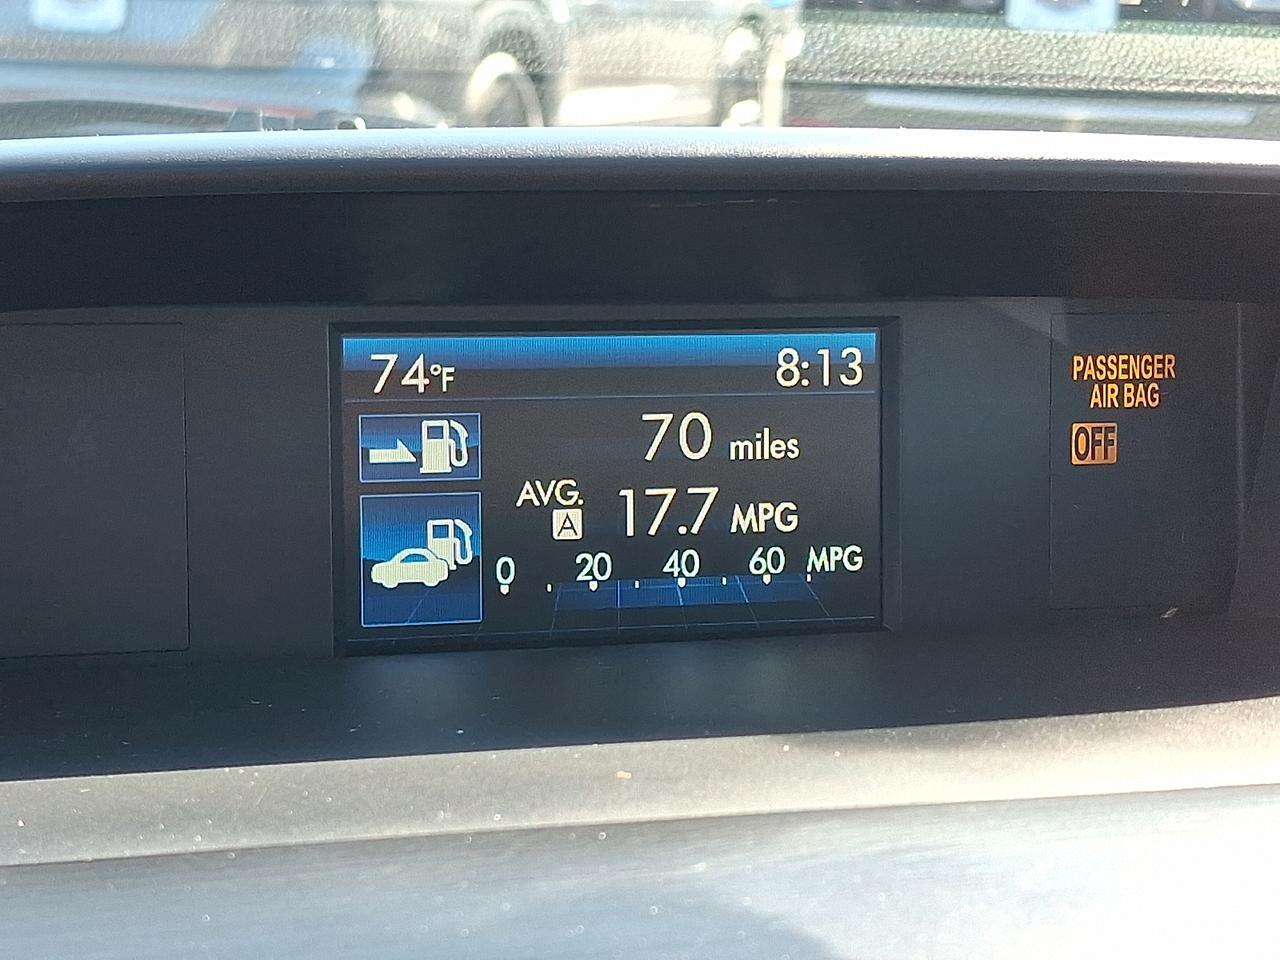 74°F 8:13
70 miles
AVG. A 17.7 MPG
0 20 40 60 MPG
PASSENGER
AIR BAG
OFF